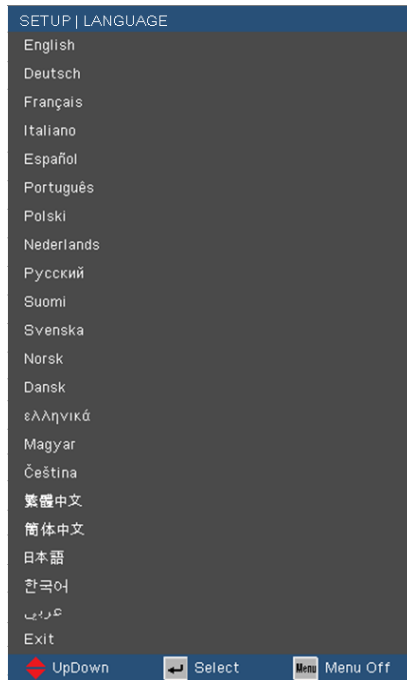 SETUP | LANGUAGE
English
Deutsch
Français
Italiano
Español
Português
Polski
Nederlands
Русский
Suomi
Svenska
Norsk
Dansk
ελληνικά
Magyar
Čeština
繁體中文
简体中文
日本語
한국어
عربي
Exit
UpDown Select Menu Menu Off